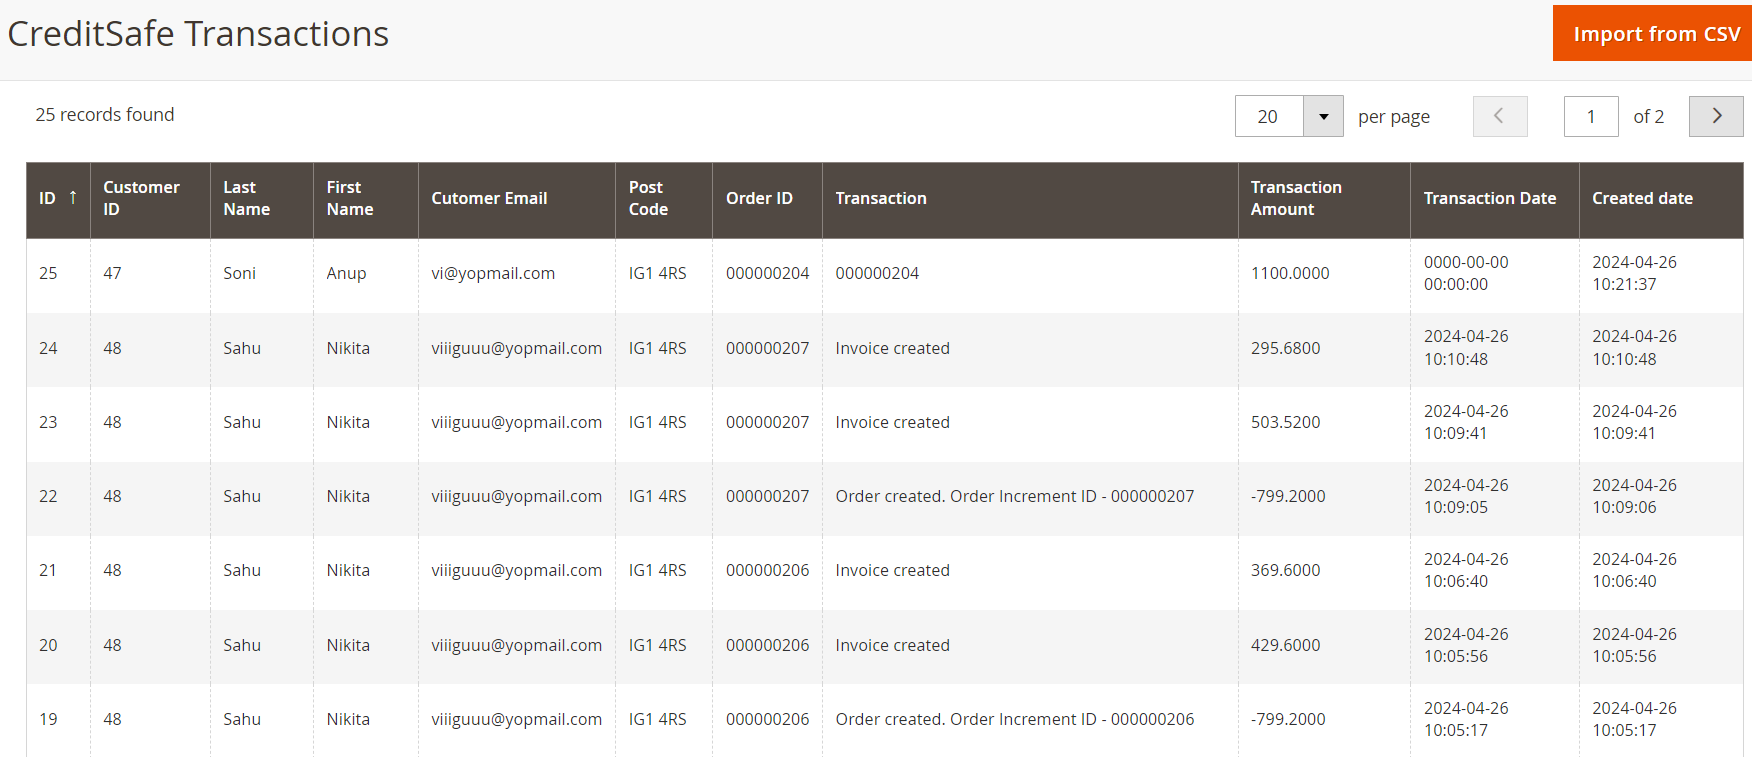 CreditSafe Transactions
Import from CSV
25 records found
20 per page 1 of 2
ID ↑ Customer ID Last Name First Name Cutomer Email Post Code Order ID Transaction Transaction Amount Transaction Date Created date
25 47 Soni Anup vi@yopmail.com IG1 4RS 000000204 000000204 1100.0000 0000-00-00 00:00:00 2024-04-26 10:21:37
24 48 Sahu Nikita viiiguuu@yopmail.com IG1 4RS 000000207 Invoice created 295.6800 2024-04-26 10:10:48 2024-04-26 10:10:48
23 48 Sahu Nikita viiiguuu@yopmail.com IG1 4RS 000000207 Invoice created 503.5200 2024-04-26 10:09:41 2024-04-26 10:09:41
22 48 Sahu Nikita viiiguuu@yopmail.com IG1 4RS 000000207 Order created. Order Increment ID - 000000207 -799.2000 2024-04-26 10:09:05 2024-04-26 10:09:06
21 48 Sahu Nikita viiiguuu@yopmail.com IG1 4RS 000000206 Invoice created 369.6000 2024-04-26 10:06:40 2024-04-26 10:06:40
20 48 Sahu Nikita viiiguuu@yopmail.com IG1 4RS 000000206 Invoice created 429.6000 2024-04-26 10:05:56 2024-04-26 10:05:56
19 48 Sahu Nikita viiiguuu@yopmail.com IG1 4RS 000000206 Order created. Order Increment ID - 000000206 -799.2000 2024-04-26 10:05:17 2024-04-26 10:05:17